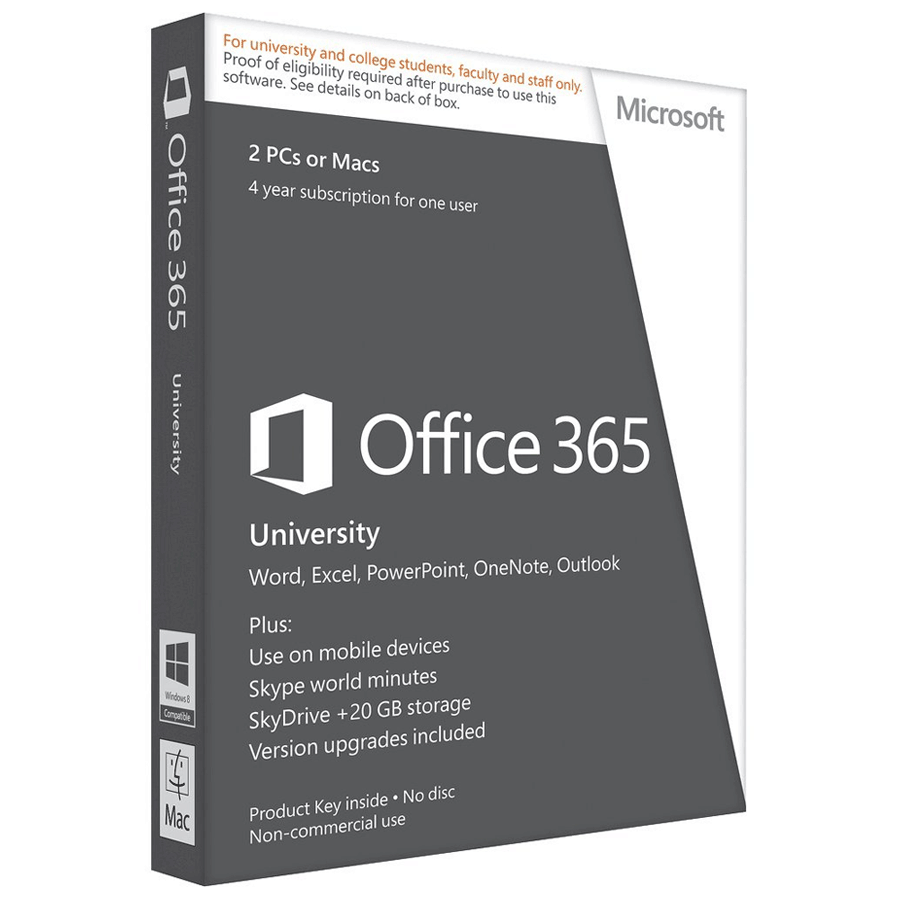 For university and college students, faculty and staff only.
Proof of eligibility required after purchase to use this
software. See details on back of box.
Microsoft
2 PCs or Macs
4 year subscription for one user
Office 365
University
Word, Excel, PowerPoint, OneNote, Outlook
Plus:
Use on mobile devices
Skype world minutes
SkyDrive +20 GB storage
Version upgrades included
Product Key inside • No disc
Non-commercial use
Office 365
University
Windows 8
Compatible
Mac